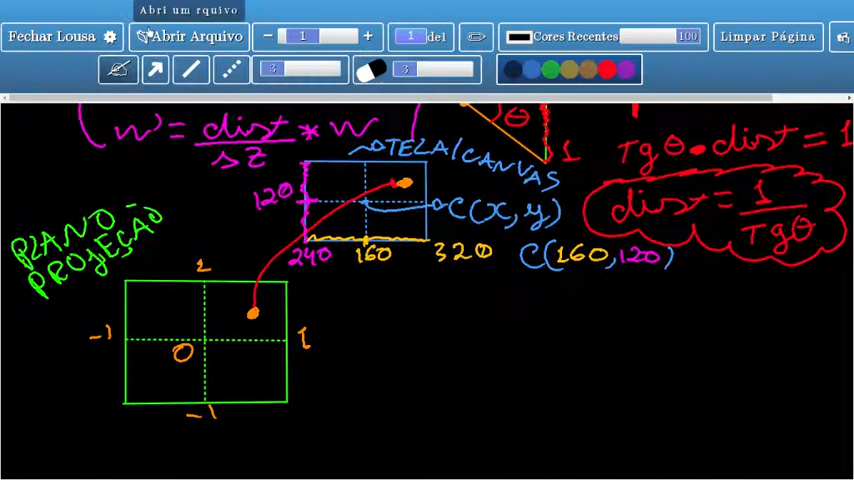 Abri um rquivo
Fechar Lousa
Abrir Arquivo
1
1 de1
Cores Recentes
100
Limpar Página
3
3
W = dist/ΔZ * W
θ
1
Tgθ • dist = 1
dist = 1/Tgθ
TELA/CANVAS
120
C(x,y)
240
160
320
C(160,120)
PLANO
PROJEÇÃO
-1
0
-1